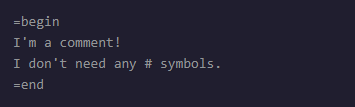 =begin
I'm a comment!
I don't need any # symbols.
=end